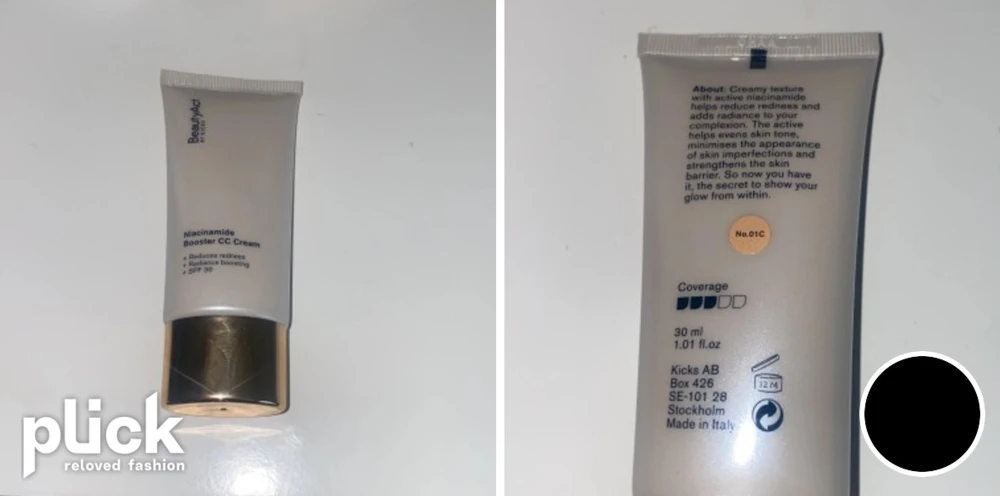 BeautyAct
BY KICKS
Niacinamide
Booster CC Cream
• Reduces redness
• Radiance boosting
• SPF 30
plick
reloved fashion
About: Creamy texture
with active niacinamide
helps reduce redness and
adds radiance to your
complexion. The active
helps evens skin tone,
minimises the appearance
of skin imperfections and
strengthens the skin
barrier. So now you have
it, the secret to show your
glow from within.
No.01C
Coverage
30 ml
1.01 fl.oz
Kicks AB
Box 426
SE-101 28
Stockholm
Made in Italy
12 M